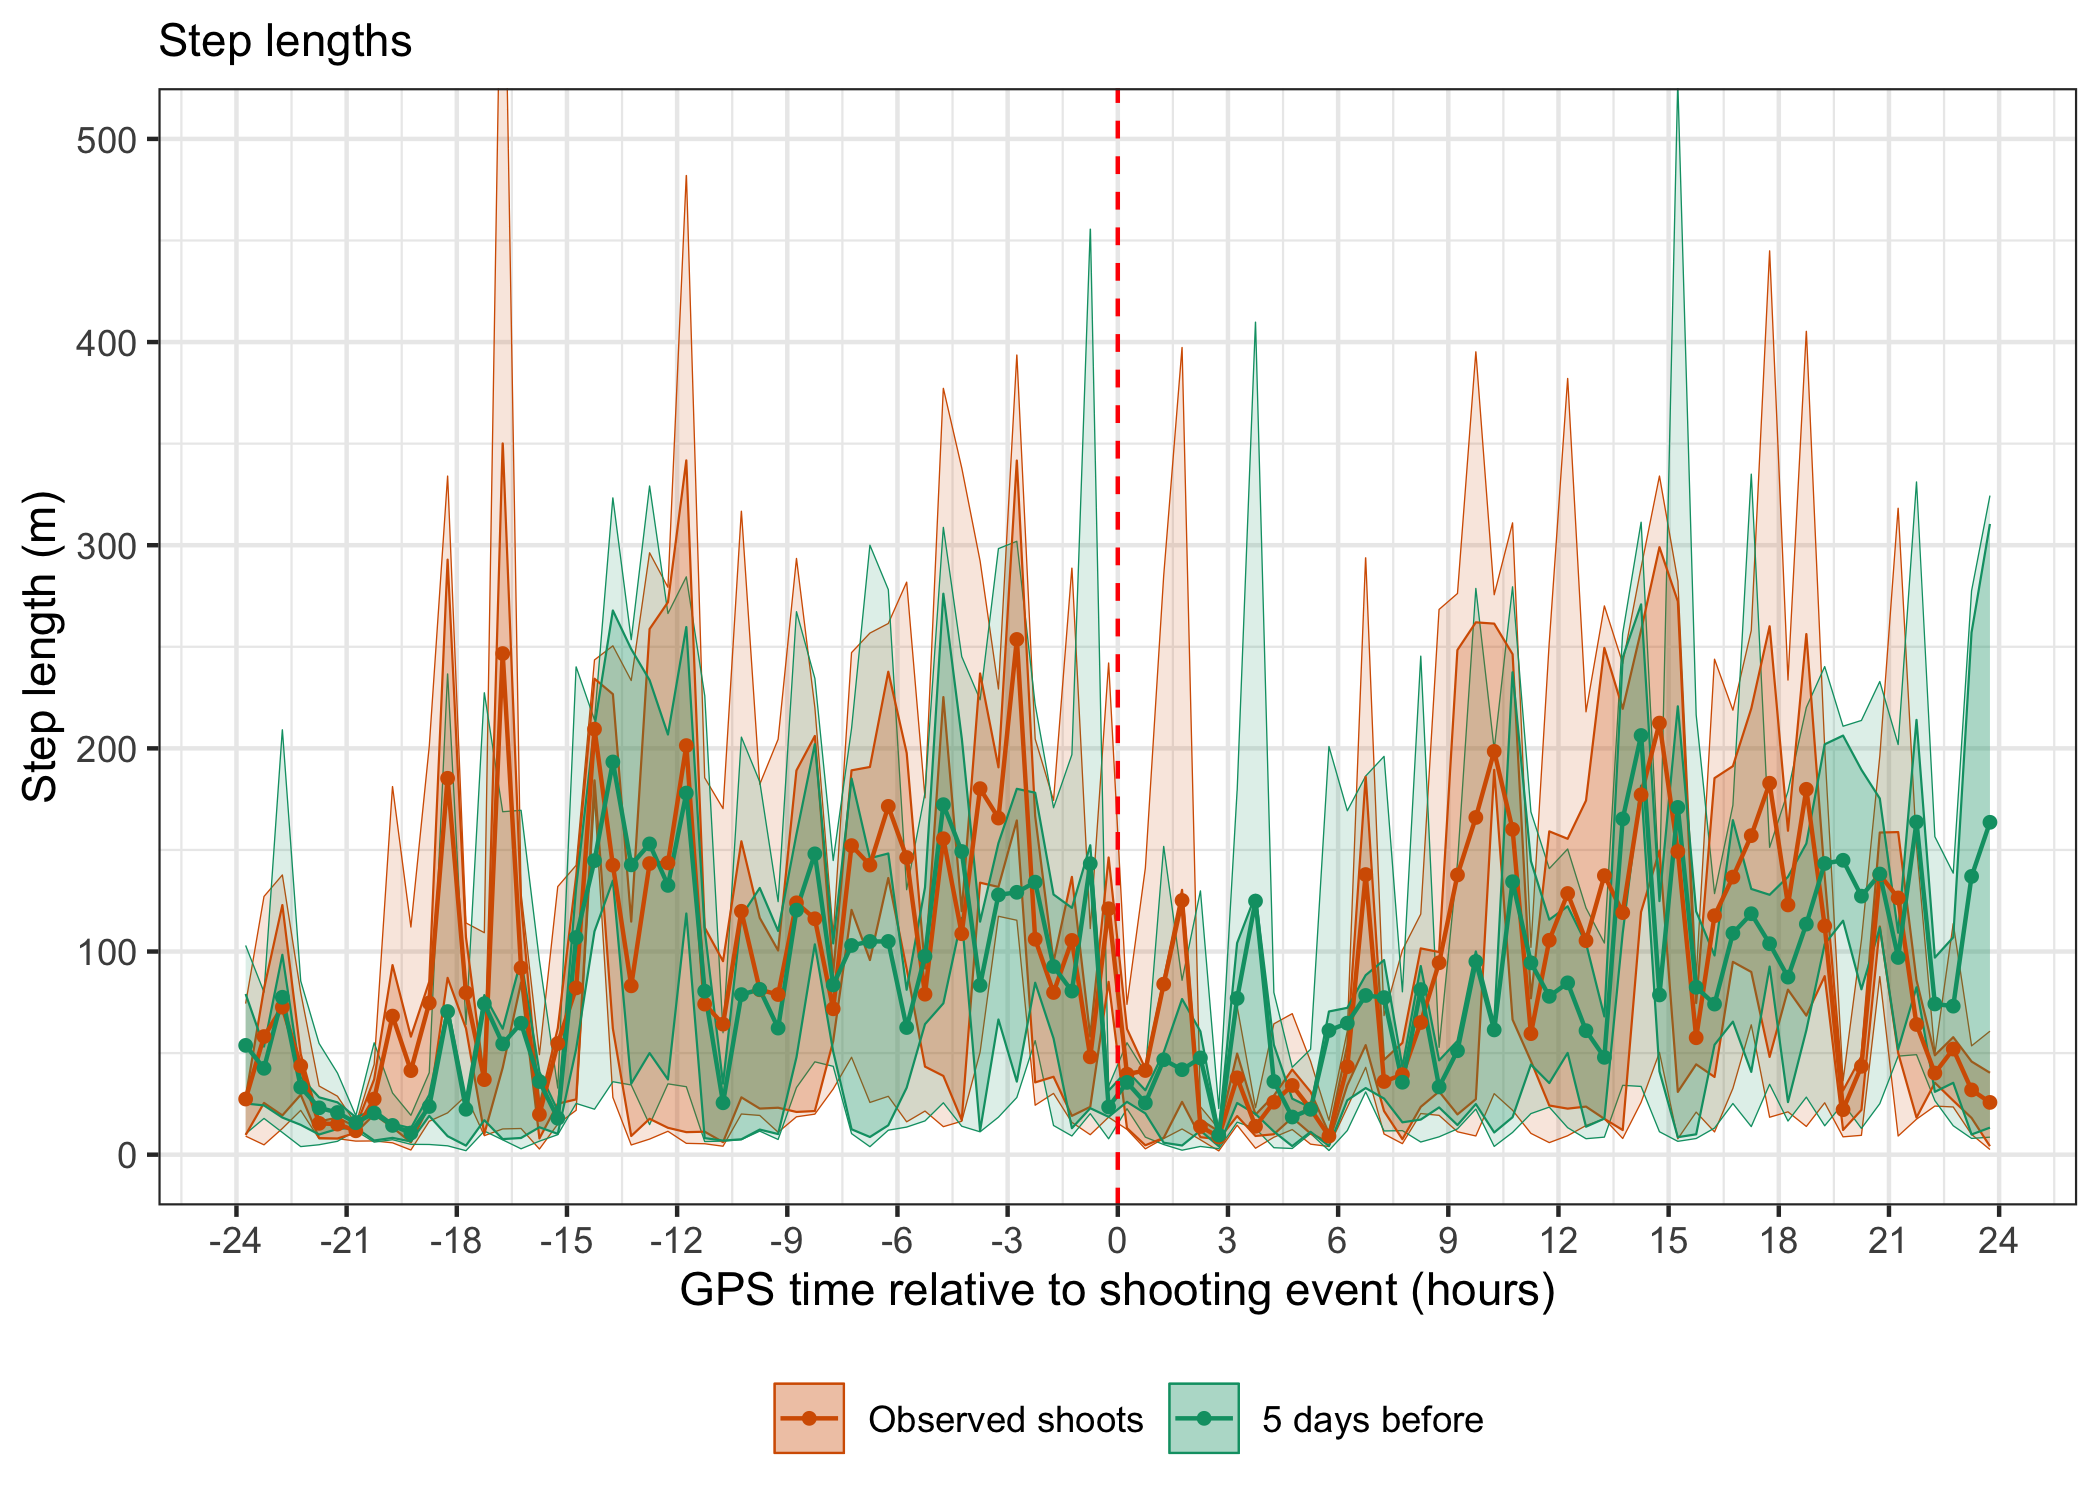 Step lengths
500
400
300
200
100
0
Step length (m)
-24 -21 -18 -15 -12 -9 -6 -3 0 3 6 9 12 15 18 21 24
GPS time relative to shooting event (hours)
Observed shoots 5 days before